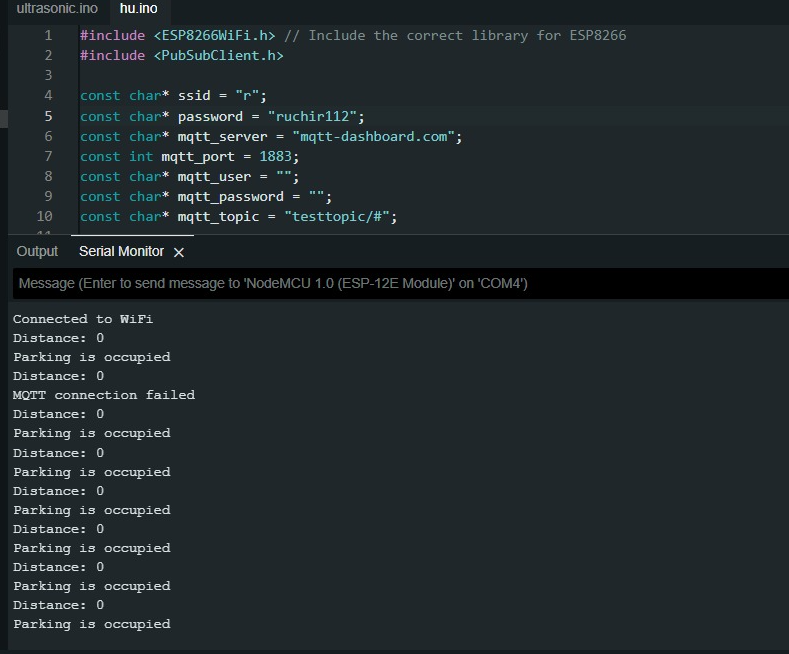 ultrasonic.ino hu.ino
1 #include <ESP8266WiFi.h> // Include the correct library for ESP8266
2 #include <PubSubClient.h>
3
4 const char* ssid = "r";
5 const char* password = "ruchir112";
6 const char* mqtt_server = "mqtt-dashboard.com";
7 const int mqtt_port = 1883;
8 const char* mqtt_user = "";
9 const char* mqtt_password = "";
10 const char* mqtt_topic = "testtopic/#";
11
Output Serial Monitor ×
Message (Enter to send message to 'NodeMCU 1.0 (ESP-12E Module)' on 'COM4')
Connected to WiFi
Distance: 0
Parking is occupied
Distance: 0
MQTT connection failed
Distance: 0
Parking is occupied
Distance: 0
Parking is occupied
Distance: 0
Parking is occupied
Distance: 0
Parking is occupied
Distance: 0
Parking is occupied
Distance: 0
Parking is occupied